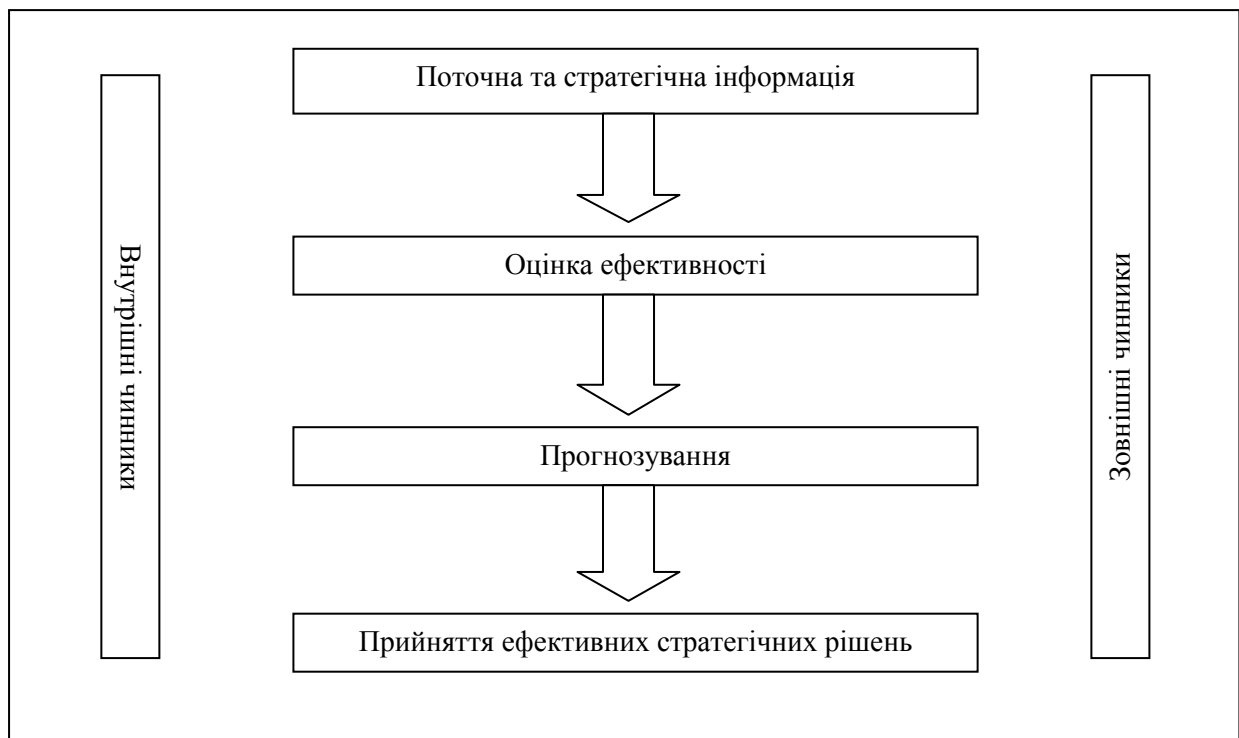 Поточна та стратегічна інформація
Внутрішні чинники
Оцінка ефективності
Прогнозування
Прийняття ефективних стратегічних рішень
Зовнішні чинники